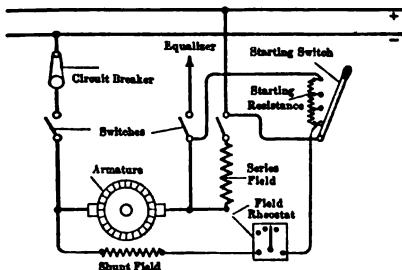 +
−
Equalizer
Starting Switch
Circuit Breaker
Starting
Resistance
Switches
Armature
Series
Field
Field
Rheostat
Shunt Field